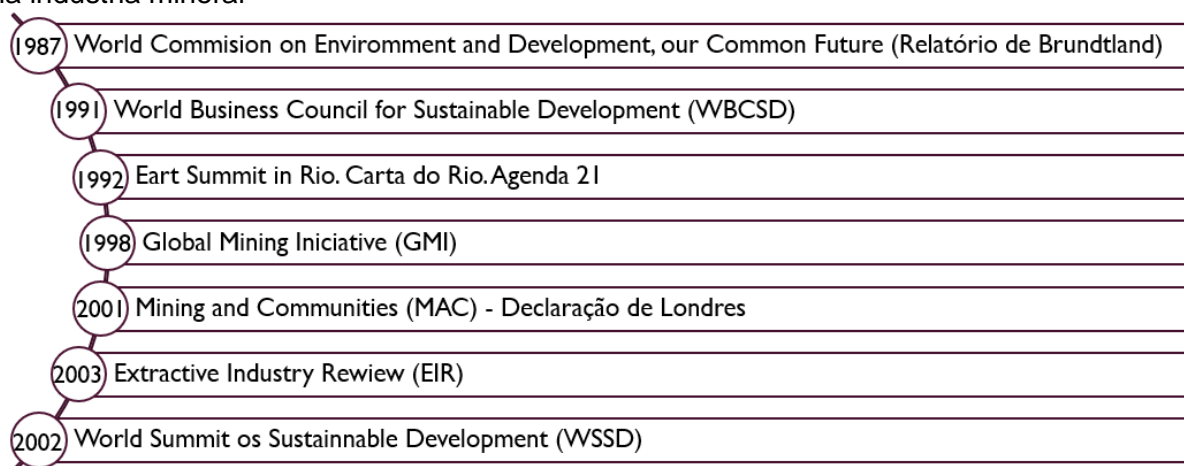 na indústria mineral
1987 World Commision on Enviromment and Development, our Common Future (Relatório de Brundtland)
1991 World Business Council for Sustainable Development (WBCSD)
1992 Eart Summit in Rio. Carta do Rio. Agenda 21
1998 Global Mining Iniciative (GMI)
2001 Mining and Communities (MAC) - Declaração de Londres
2003 Extractive Industry Rewiew (EIR)
2002 World Summit os Sustainnable Development (WSSD)